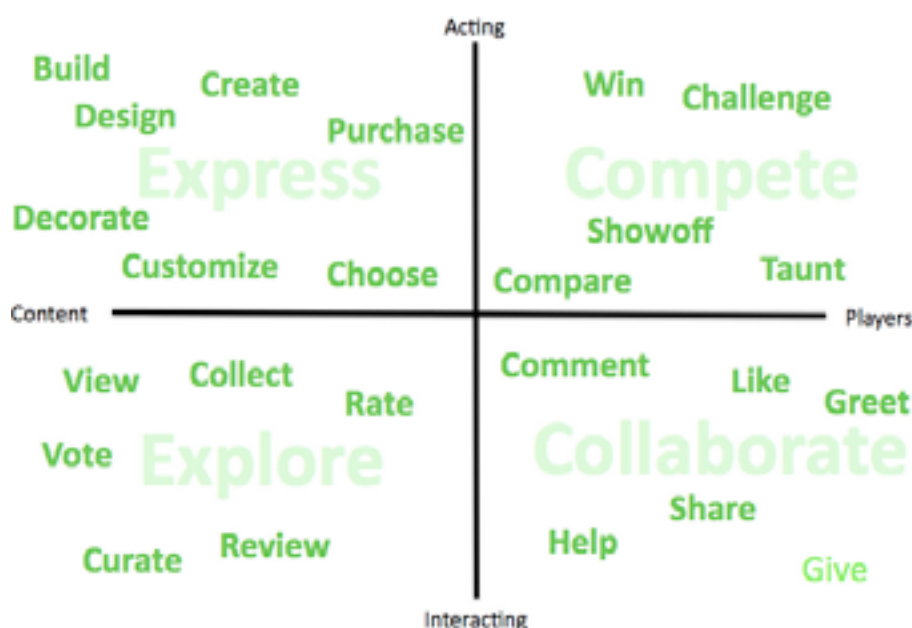 Acting
Build
Create
Win
Challenge
Design
Purchase
Express
Compete
Decorate
Showoff
Customize
Choose
Compare
Taunt
Content
Players
View
Collect
Rate
Comment
Like
Greet
Vote
Explore
Collaborate
Share
Curate
Review
Help
Give
Interacting